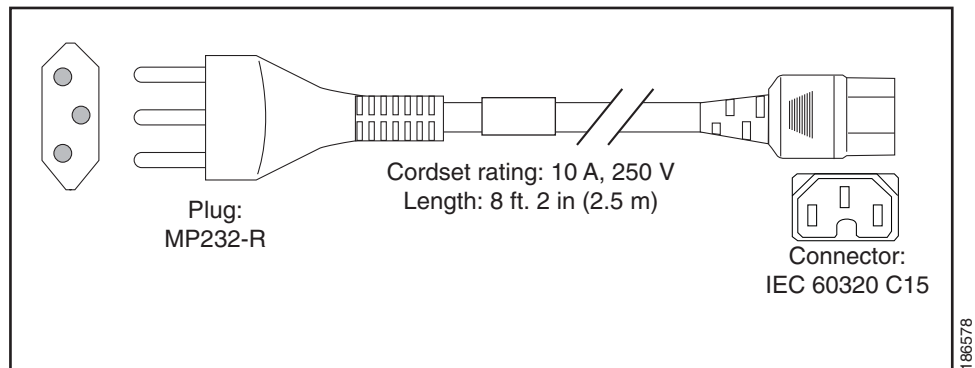 Cordset rating: 10 A, 250 V
Length: 8 ft. 2 in (2.5 m)
Plug:
MP232-R
Connector:
IEC 60320 C15
186578